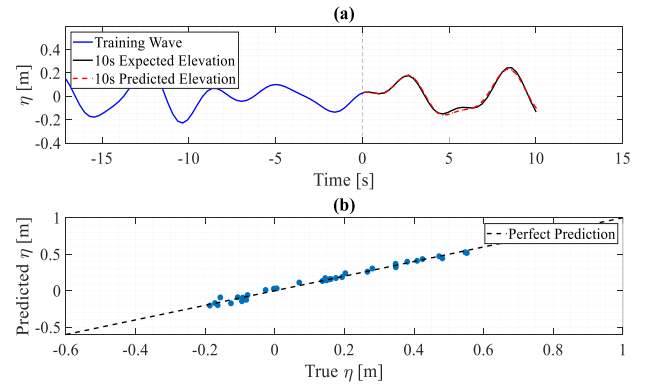 (a)
0.4
0.2
0
-0.2
-0.4
η [m]
Training Wave
10s Expected Elevation
10s Predicted Elevation
-15
-10
-5
0
5
10
15
Time [s]
(b)
1
0.5
0
-0.5
Predicted η [m]
Perfect Prediction
-0.6
-0.4
-0.2
0
0.2
0.4
0.6
0.8
1
True η [m]